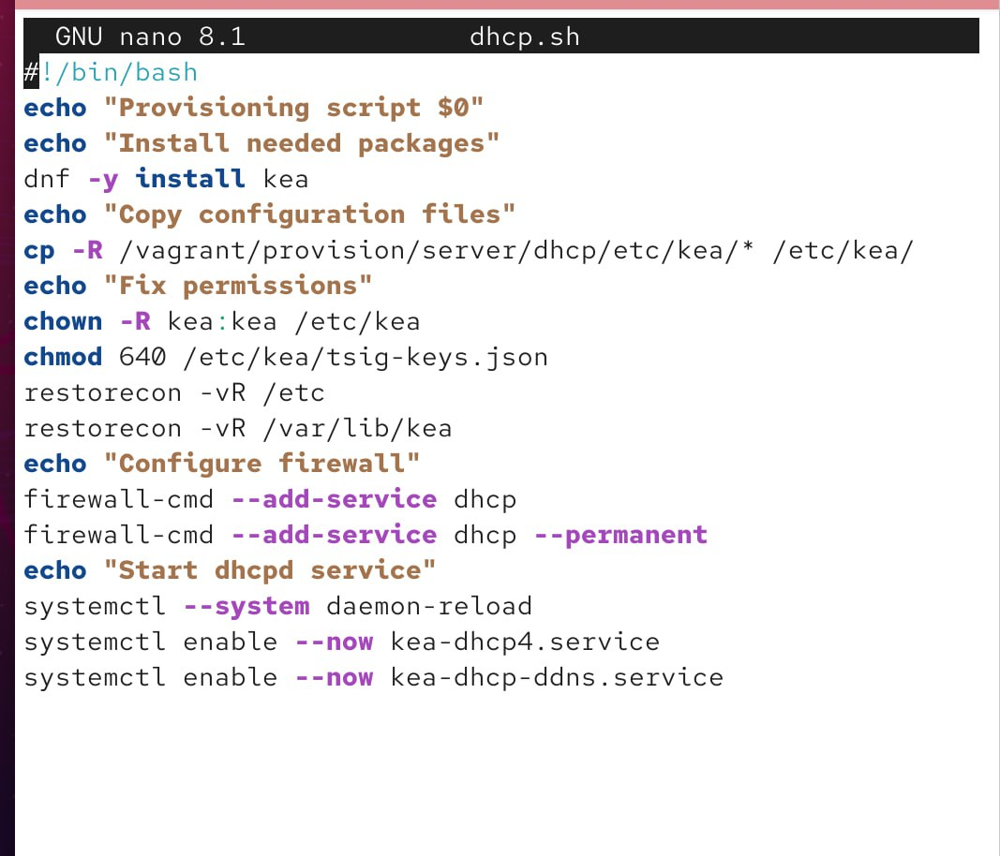 GNU nano 8.1 dhcp.sh
#!/bin/bash
echo "Provisioning script $0"
echo "Install needed packages"
dnf -y install kea
echo "Copy configuration files"
cp -R /vagrant/provision/server/dhcp/etc/kea/* /etc/kea/
echo "Fix permissions"
chown -R kea:kea /etc/kea
chmod 640 /etc/kea/tsig-keys.json
restorecon -vR /etc
restorecon -vR /var/lib/kea
echo "Configure firewall"
firewall-cmd --add-service dhcp
firewall-cmd --add-service dhcp --permanent
echo "Start dhcpd service"
systemctl --system daemon-reload
systemctl enable --now kea-dhcp4.service
systemctl enable --now kea-dhcp-ddns.service